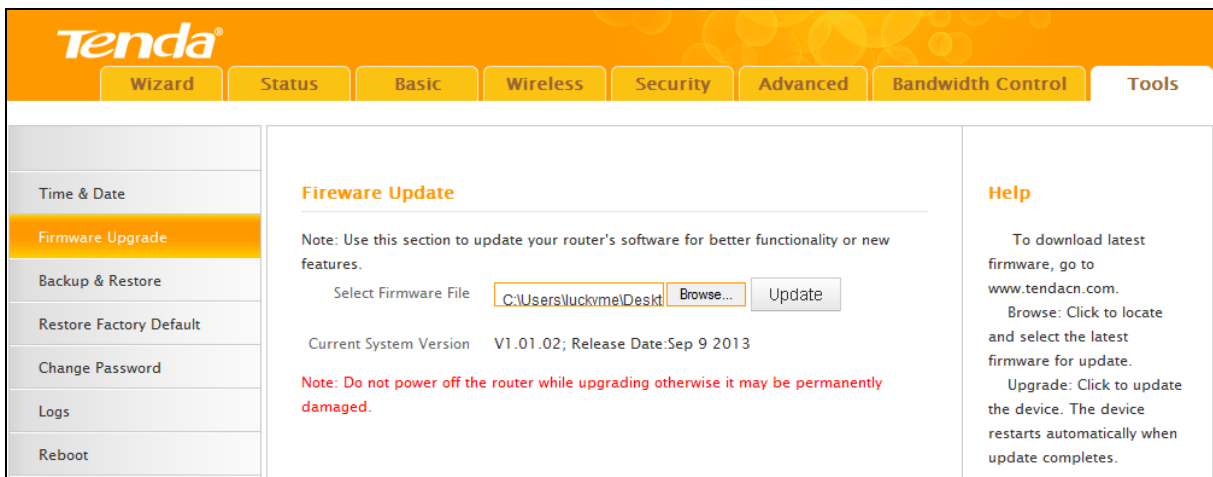 Tenda®
Wizard Status Basic Wireless Security Advanced Bandwidth Control Tools
Time & Date
Firmware Upgrade
Backup & Restore
Restore Factory Default
Change Password
Logs
Reboot
Fireware Update
Note: Use this section to update your router's software for better functionality or new
features.
Select Firmware File C:\Users\luckyme\Deskt Browse... Update
Current System Version V1.01.02; Release Date:Sep 9 2013
Note: Do not power off the router while upgrading otherwise it may be permanently
damaged.
Help
To download latest
firmware, go to
www.tendacn.com.
Browse: Click to locate
and select the latest
firmware for update.
Upgrade: Click to update
the device. The device
restarts automatically when
update completes.